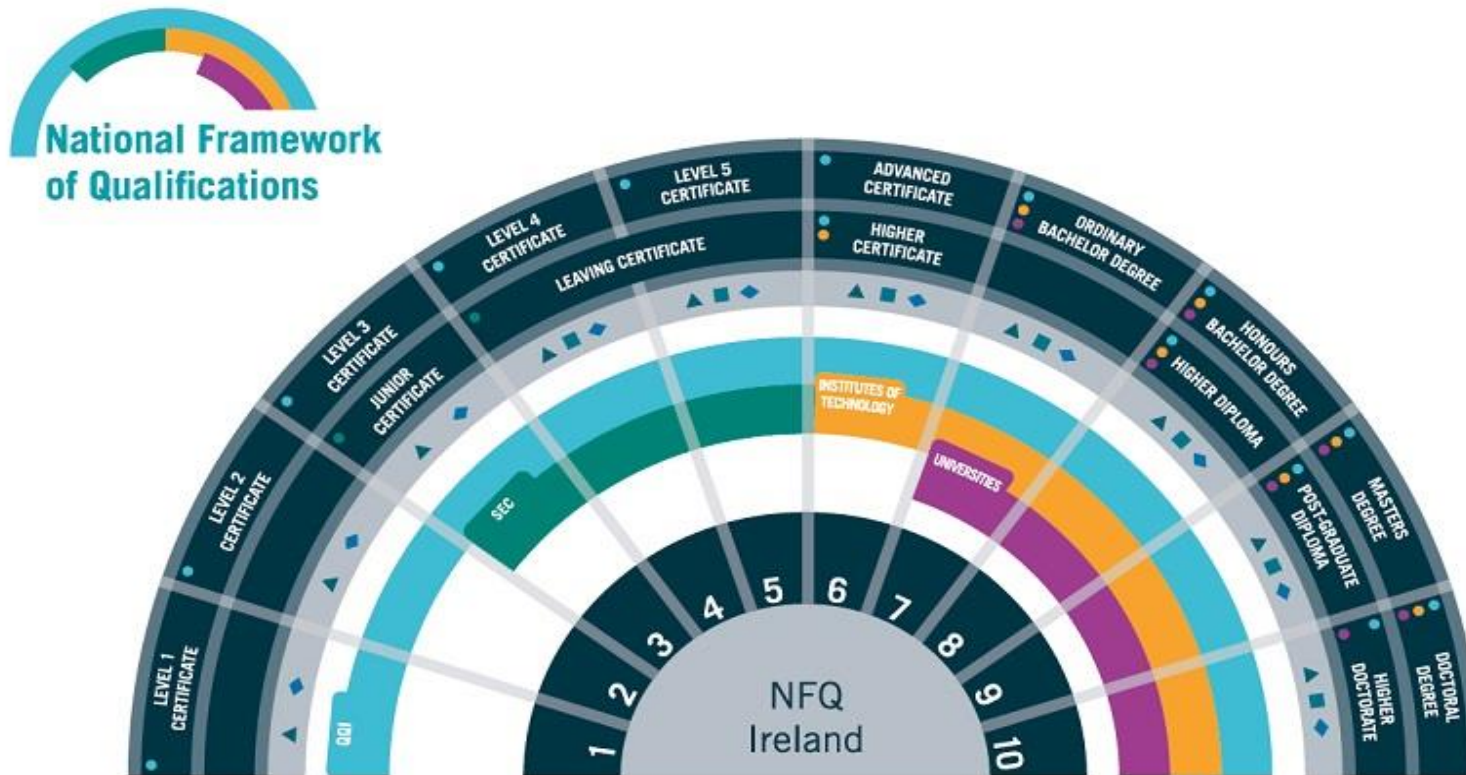 National Framework
of Qualifications
LEVEL 1
CERTIFICATE
LEVEL 2
CERTIFICATE
LEVEL 3
CERTIFICATE
LEVEL 4
CERTIFICATE
LEVEL 5
CERTIFICATE
ADVANCED
CERTIFICATE
ORDINARY
BACHELOR DEGREE
HONOURS
BACHELOR DEGREE
MASTERS
DEGREE
DOCTORAL
DEGREE
JUNIOR
CERTIFICATE
LEAVING CERTIFICATE
HIGHER
CERTIFICATE
HIGHER DIPLOMA
POST-GRADUATE
DIPLOMA
HIGHER
DOCTORATE
QQI
SEC
INSTITUTES OF
TECHNOLOGY
UNIVERSITIES
1
2
3
4
5
6
7
8
9
10
NFQ
Ireland